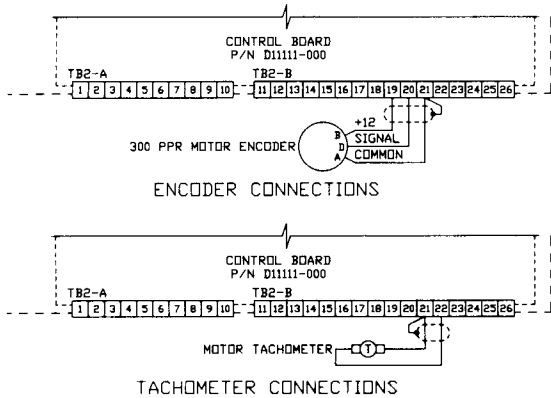 CONTROL BOARD
P/N D11111-000
TB2-A TB2-B
1 2 3 4 5 6 7 8 9 10 11 12 13 14 15 16 17 18 19 20 21 22 23 24 25 26
+12
300 PPR MOTOR ENCODER B D A SIGNAL
COMMON
ENCODER CONNECTIONS
CONTROL BOARD
P/N D11111-000
TB2-A TB2-B
1 2 3 4 5 6 7 8 9 10 11 12 13 14 15 16 17 18 19 20 21 22 23 24 25 26
MOTOR TACHOMETER T
TACHOMETER CONNECTIONS